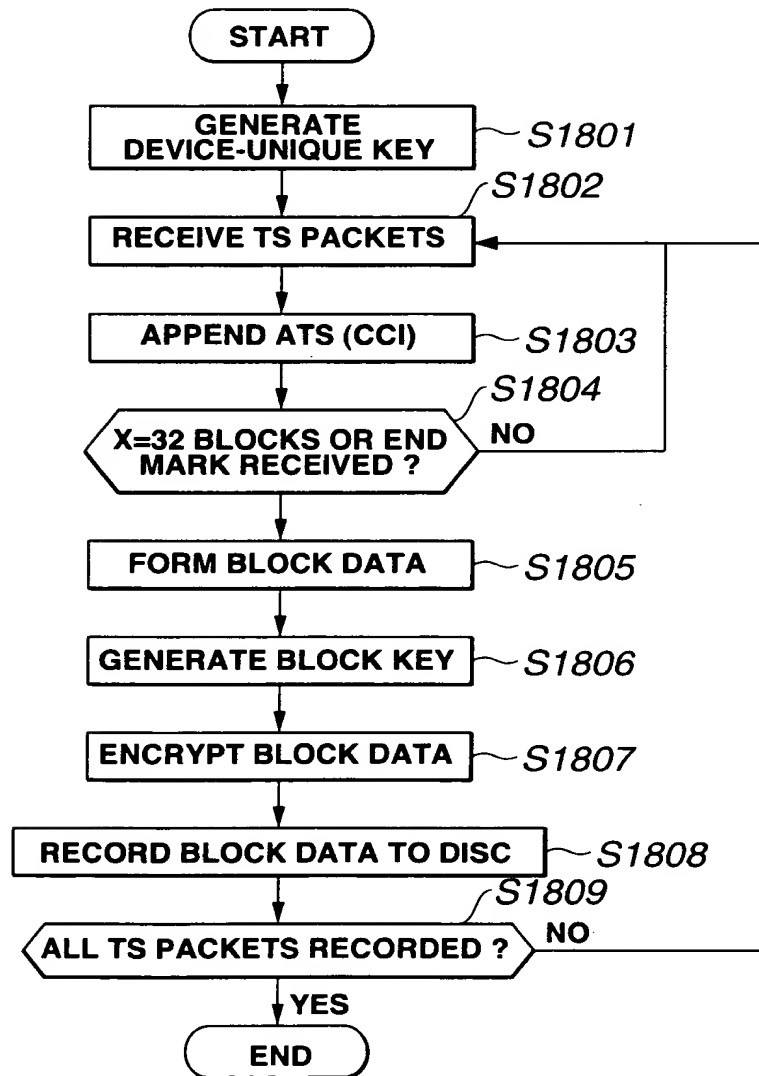 START
GENERATE
DEVICE-UNIQUE KEY
S1801
S1802
RECEIVE TS PACKETS
APPEND ATS (CCI)
S1803
S1804
X=32 BLOCKS OR END
MARK RECEIVED ?
NO
FORM BLOCK DATA
S1805
GENERATE BLOCK KEY
S1806
ENCRYPT BLOCK DATA
S1807
RECORD BLOCK DATA TO DISC
S1808
S1809
ALL TS PACKETS RECORDED ?
NO
YES
END